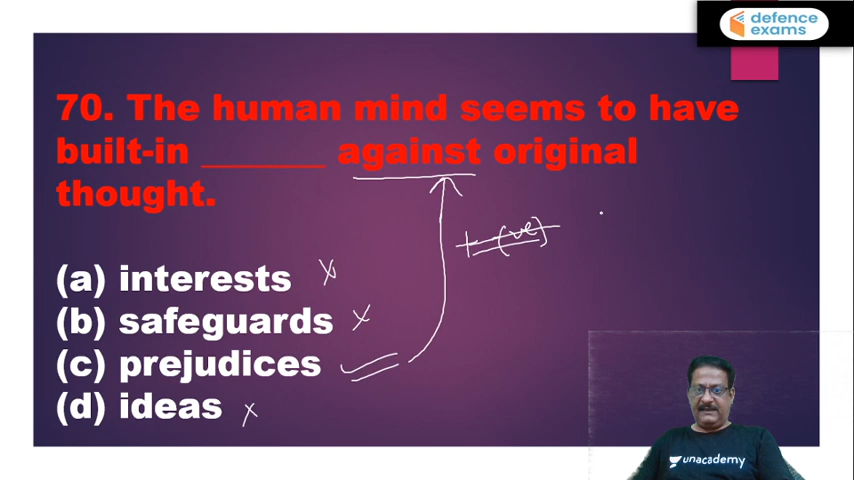 defence
exams
70. The human mind seems to have
built-in _______ against original
thought.
+ (ve)
(a) interests
(b) safeguards
(c) prejudices
(d) ideas
unacademy